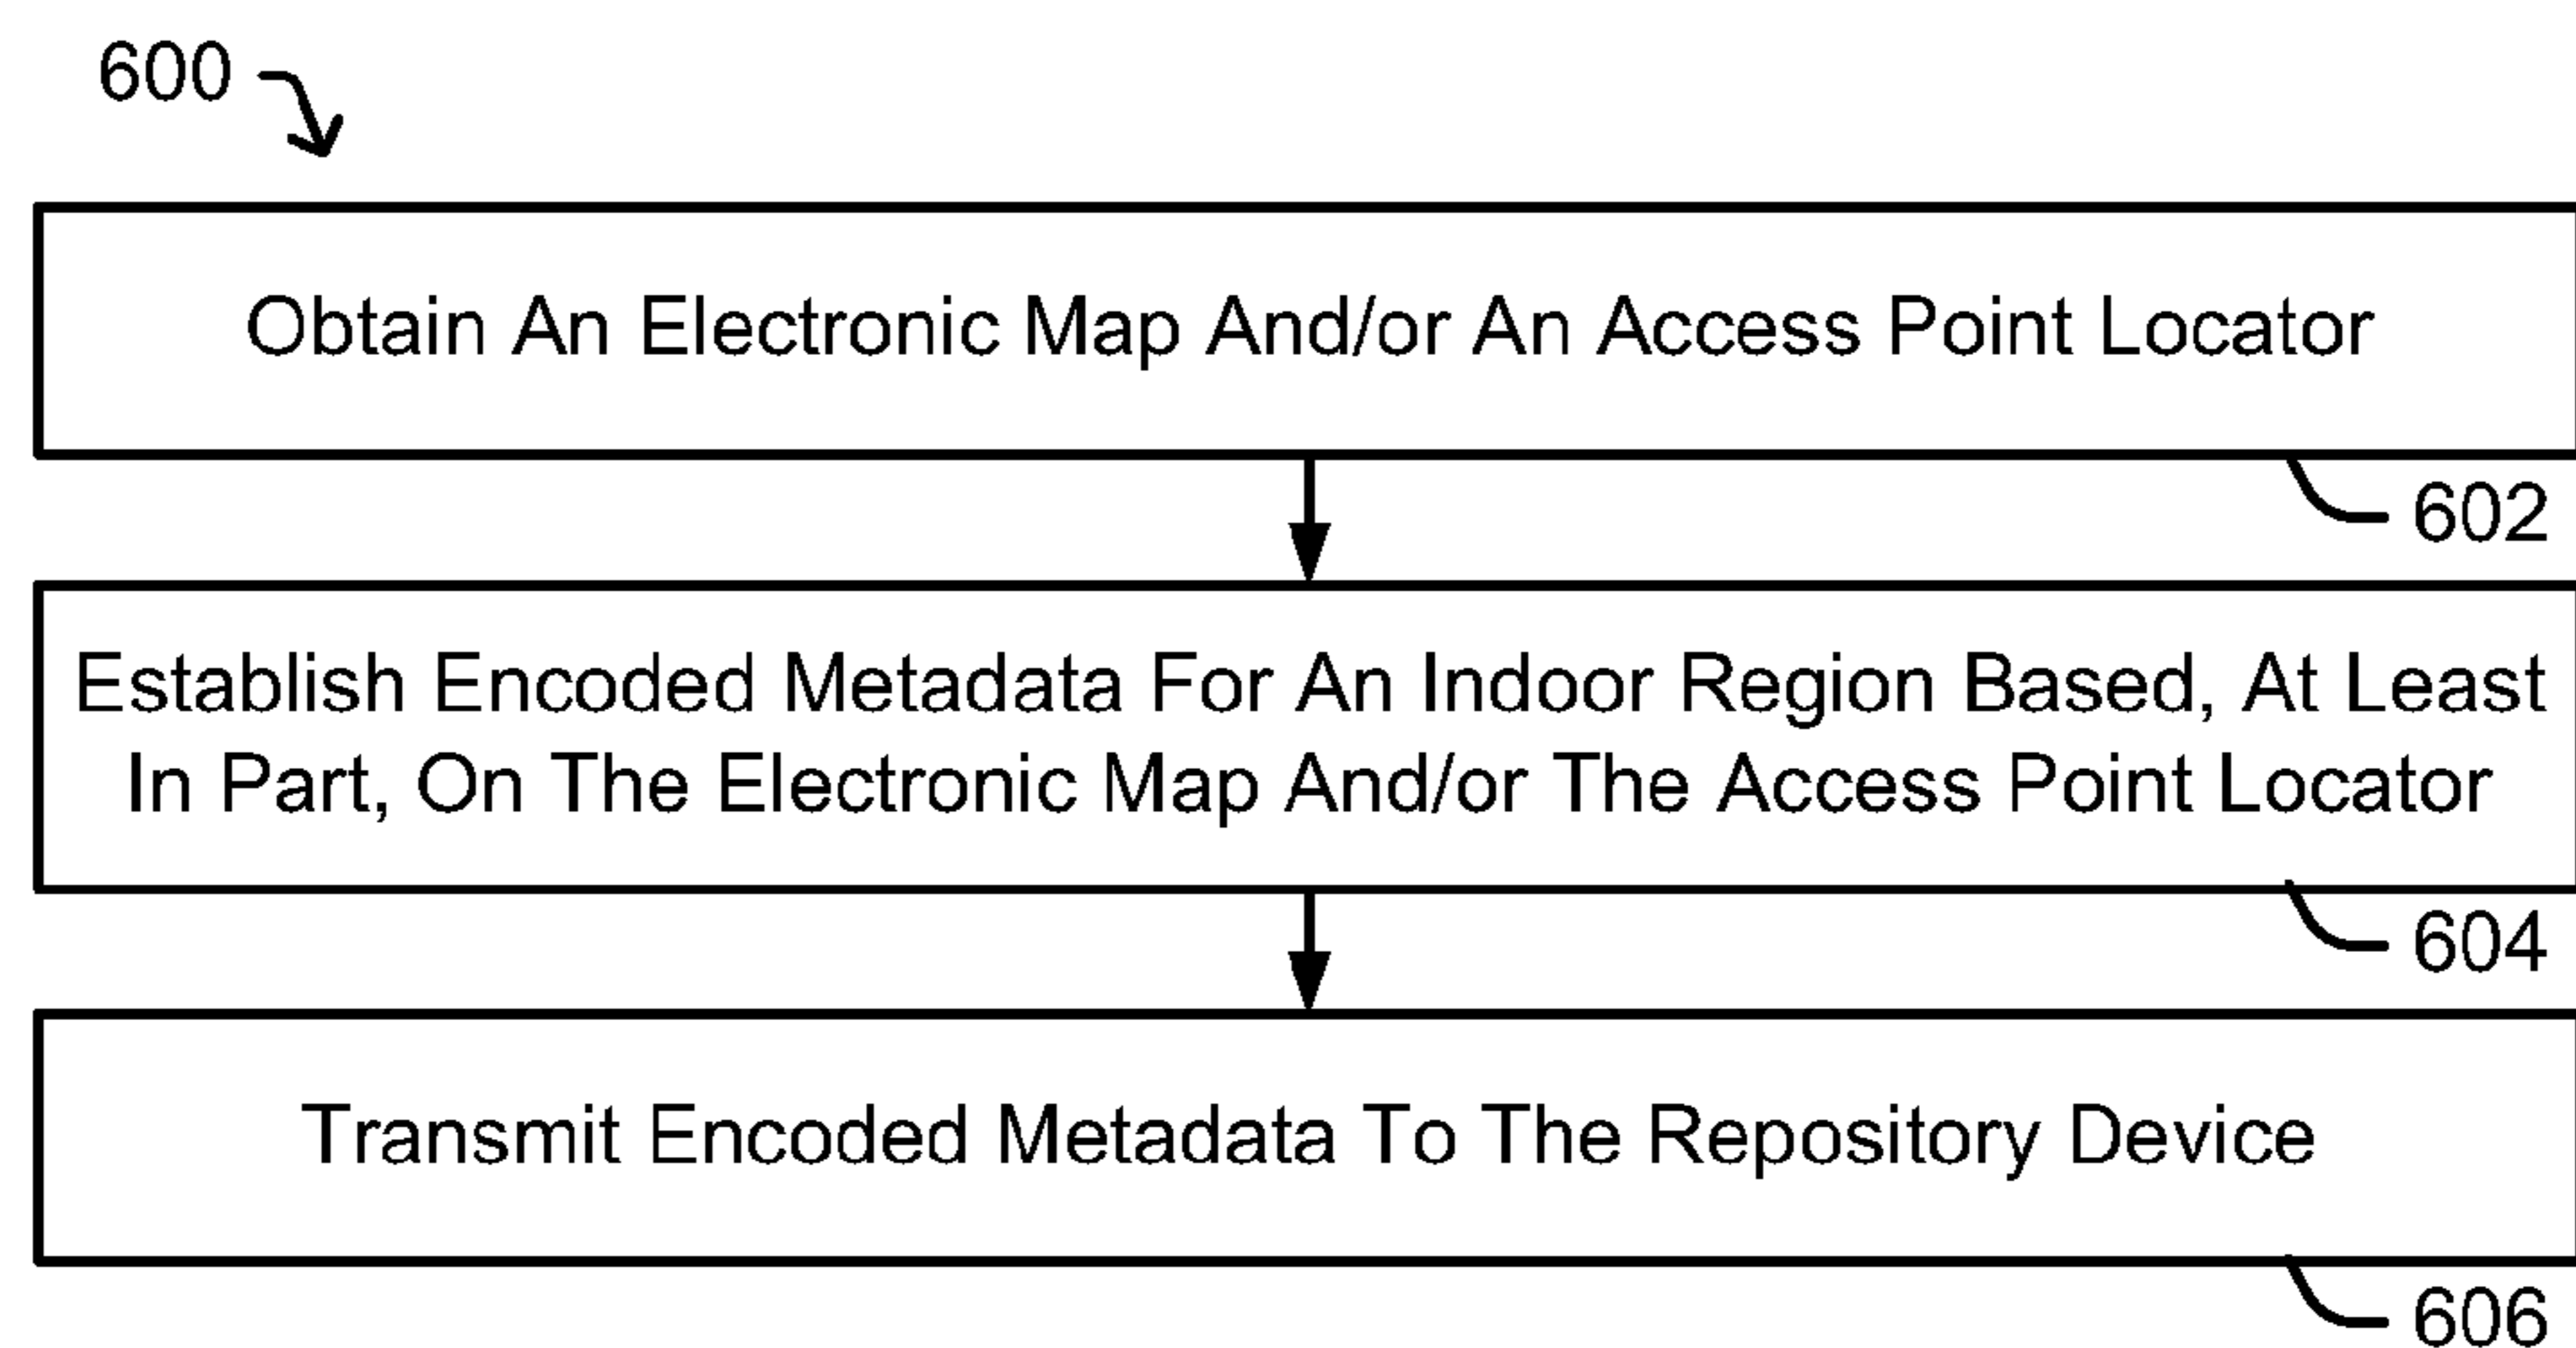 600
Obtain An Electronic Map And/or An Access Point Locator
602
Establish Encoded Metadata For An Indoor Region Based, At Least
In Part, On The Electronic Map And/or The Access Point Locator
604
Transmit Encoded Metadata To The Repository Device
606